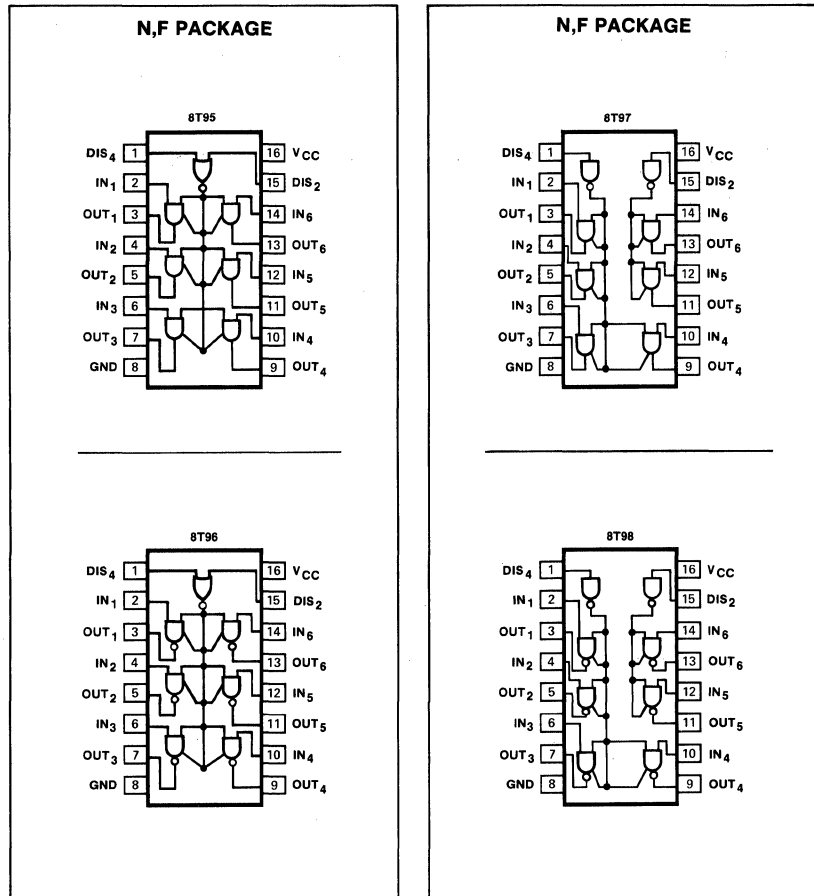 N,F PACKAGE
8T95
DIS4 1 16 VCC
IN1 2 15 DIS2
OUT1 3 14 IN6
IN2 4 13 OUT6
OUT2 5 12 IN5
IN3 6 11 OUT5
OUT3 7 10 IN4
GND 8 9 OUT4
8T96
DIS4 1 16 VCC
IN1 2 15 DIS2
OUT1 3 14 IN6
IN2 4 13 OUT6
OUT2 5 12 IN5
IN3 6 11 OUT5
OUT3 7 10 IN4
GND 8 9 OUT4
N,F PACKAGE
8T97
DIS4 1 16 VCC
IN1 2 15 DIS2
OUT1 3 14 IN6
IN2 4 13 OUT6
OUT2 5 12 IN5
IN3 6 11 OUT5
OUT3 7 10 IN4
GND 8 9 OUT4
8T98
DIS4 1 16 VCC
IN1 2 15 DIS2
OUT1 3 14 IN6
IN2 4 13 OUT6
OUT2 5 12 IN5
IN3 6 11 OUT5
OUT3 7 10 IN4
GND 8 9 OUT4